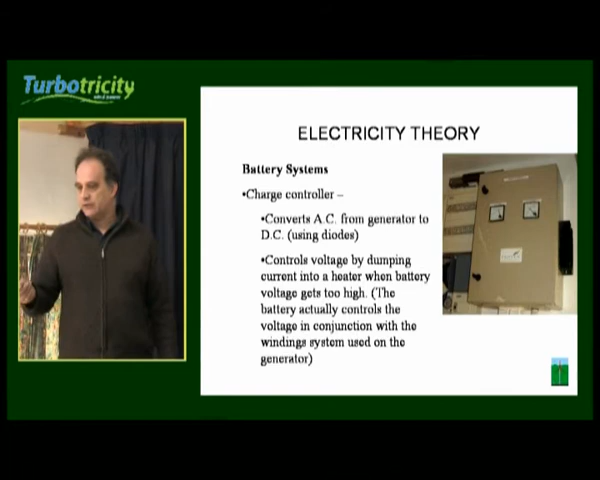 Turbotricity
ELECTRICITY THEORY
Battery Systems
•Charge controller –
•Converts A.C. from generator to
D.C. (using diodes)
•Controls voltage by dumping
current into a heater when battery
voltage gets too high. (The
battery actually controls the
voltage in conjunction with the
windings system used on the
generator)